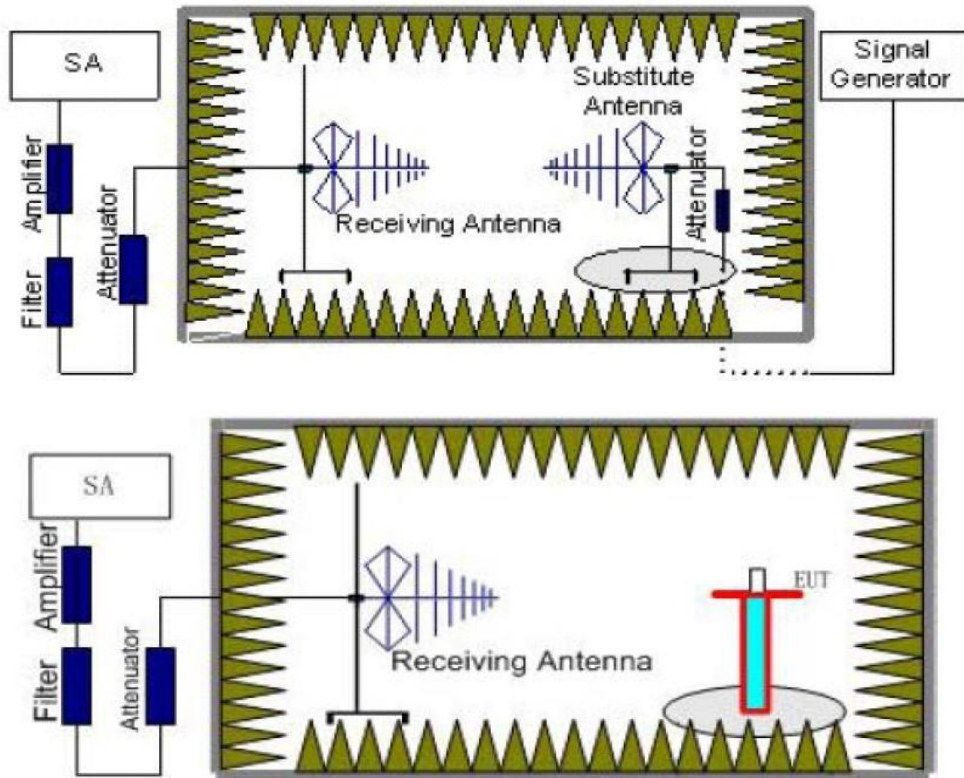 SA
Signal
Generator
Substitute
Antenna
Amplifier
Attenuator
Filter
Receiving Antenna
Attenuator
SA
Amplifier
Filter
Attenuator
EUT
Receiving Antenna